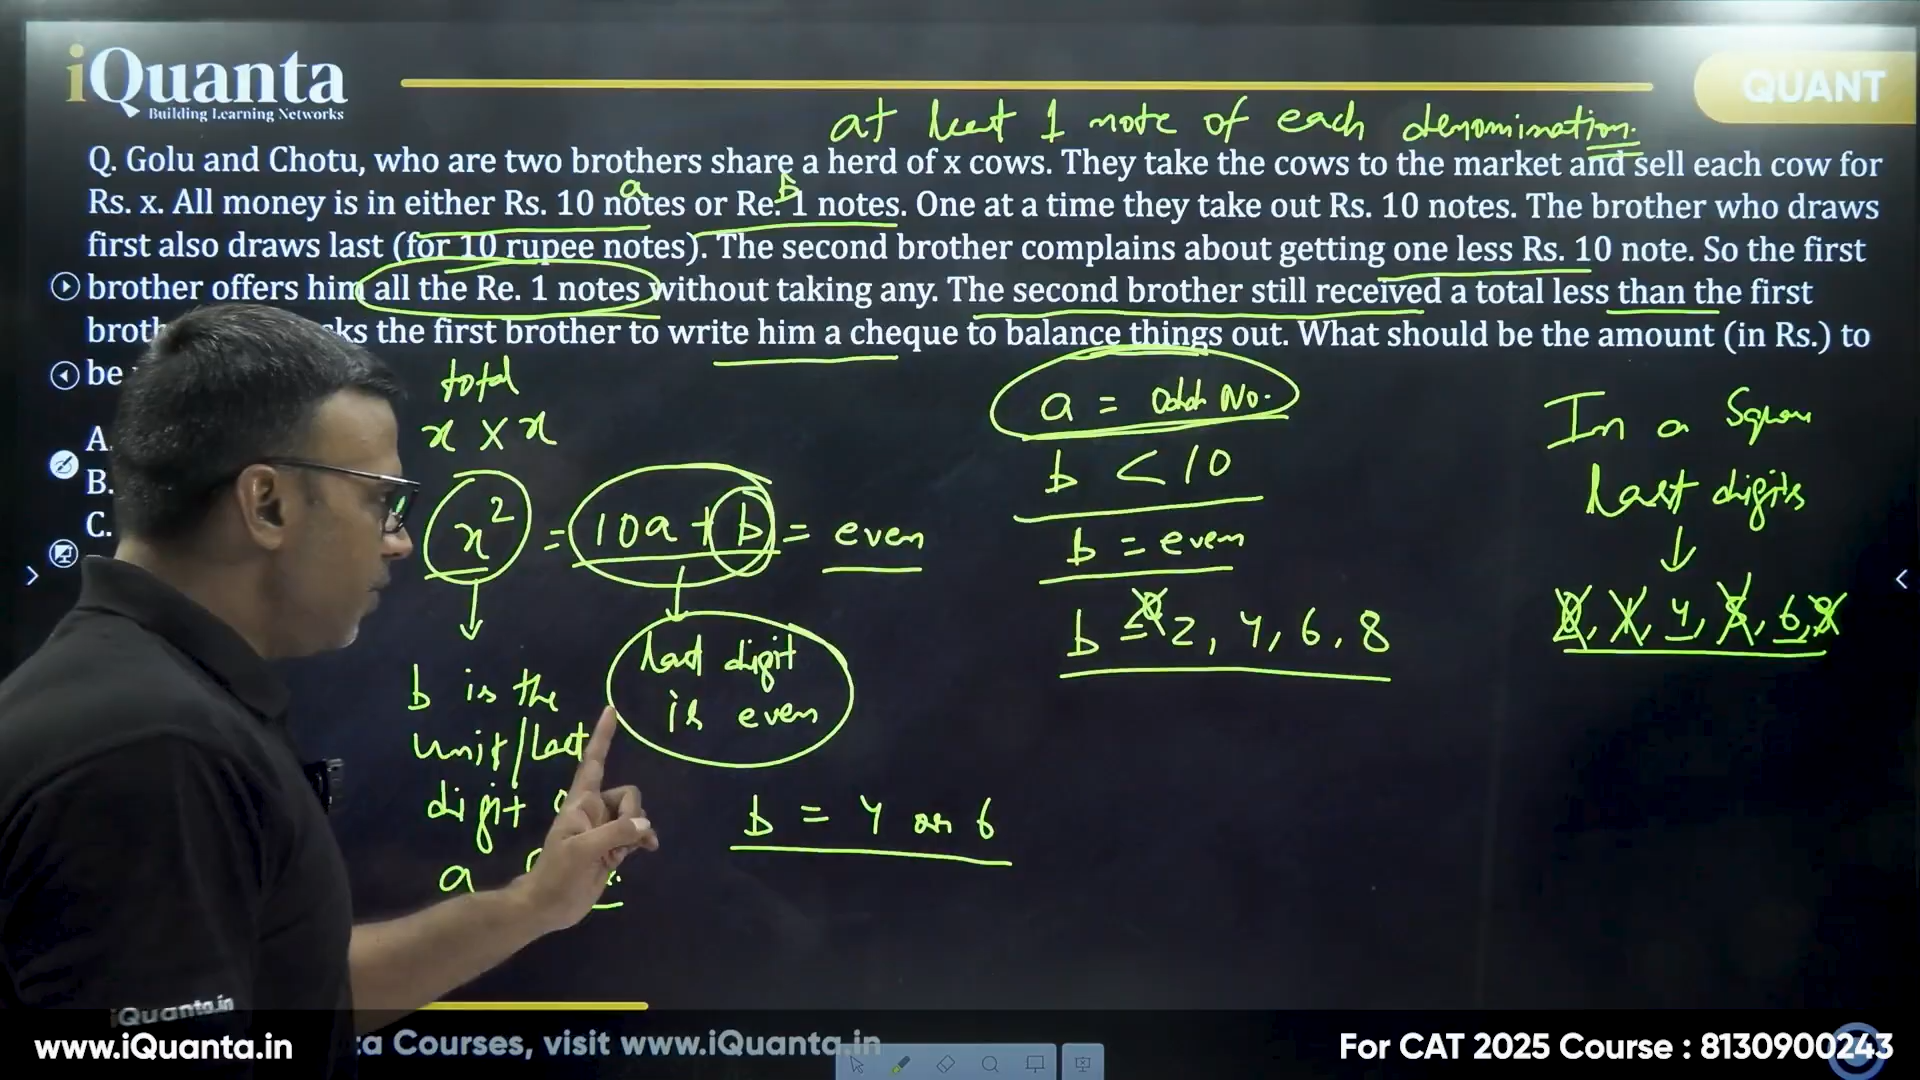 iQuanta
Building Learning Networks
QUANT
at least 1 note of each denomination.
Q. Golu and Chotu, who are two brothers share a herd of x cows. They take the cows to the market and sell each cow for
a b
Rs. x. All money is in either Rs. 10 notes or Re. 1 notes. One at a time they take out Rs. 10 notes. The brother who draws
first also draws last (for 10 rupee notes). The second brother complains about getting one less Rs. 10 note. So the first
brother offers him all the Re. 1 notes without taking any. The second brother still received a total less than the first
the first brother to write him a cheque to balance things out. What should be the amount (in Rs.) to
be
A.
B.
C.
total
x × x
x² = 10a + b = even
b is the
unit/last
digit
a
last digit
is even
b = 4 or 6
a = odd No.
b < 10
b = even
b = 2, 4, 6, 8
In a Square
last digits
4, 6,
iQuanta.in
www.iQuanta.in
Courses, visit www.iQuanta.in
For CAT 2025 Course : 8130900243